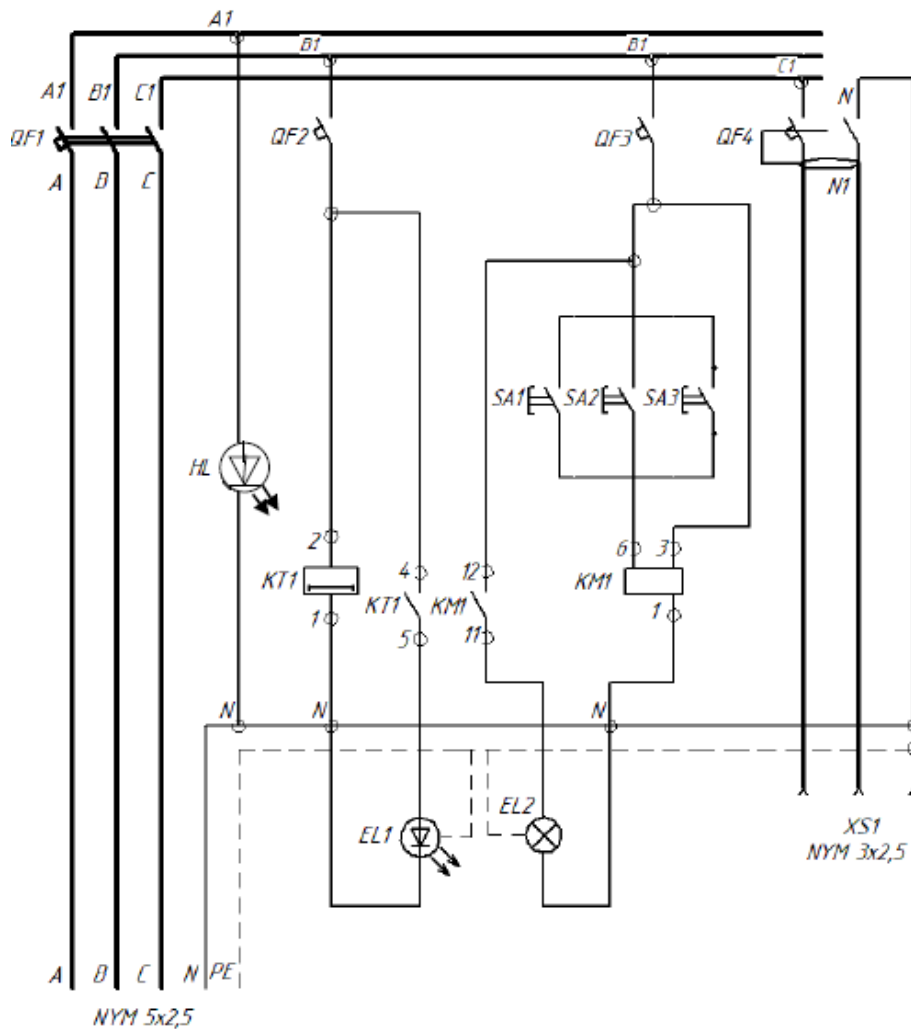 A1
B1
B1
C1
A1
B1
C1
N
QF1
QF2
QF3
QF4
A
D
C
N1
SA1
SA2
SA3
HL
2
6
3
4
12
KT1
KT1
KM1
KM1
1
5
11
1
N
N
N
EL2
EL1
XS1
NYM 3x2,5
A
D
C
N
PE
NYM 5x2,5